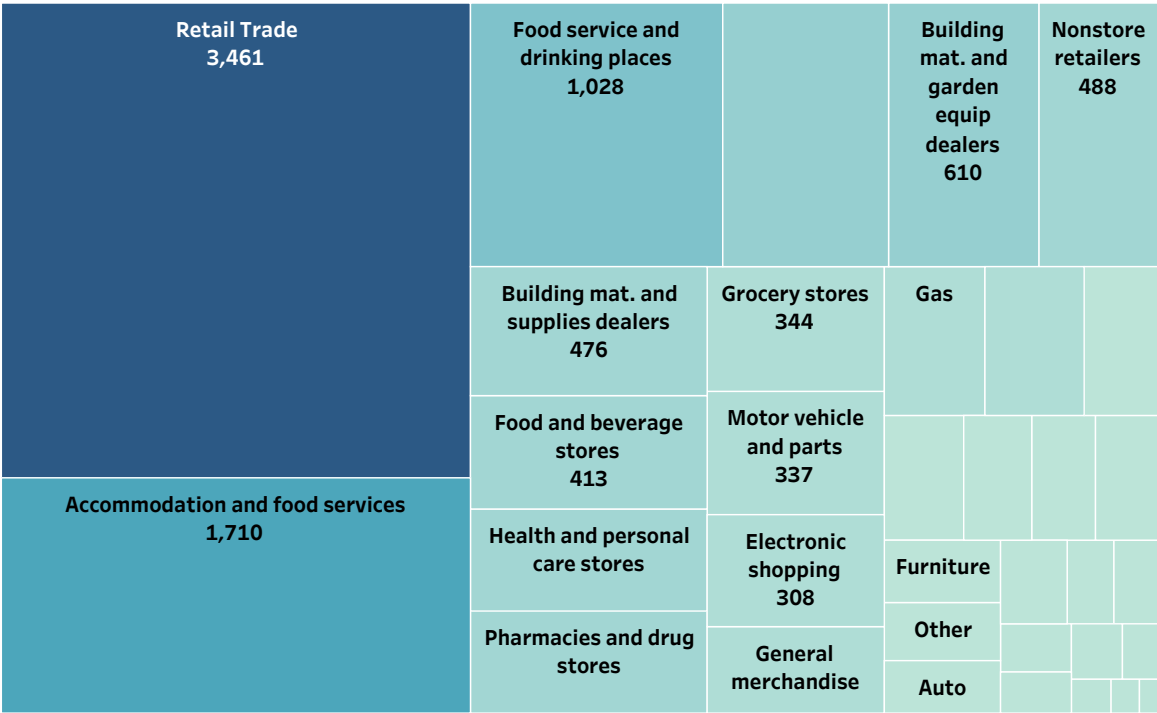 Retail Trade
3,461
Food service and
drinking places
1,028
Building
mat. and
garden
equip
dealers
610
Nonstore
retailers
488
Building mat. and
supplies dealers
476
Grocery stores
344
Gas
Food and beverage
stores
413
Motor vehicle
and parts
337
Accommodation and food services
1,710
Health and personal
care stores
Electronic
shopping
308
Furniture
Other
Pharmacies and drug
stores
General
merchandise
Auto